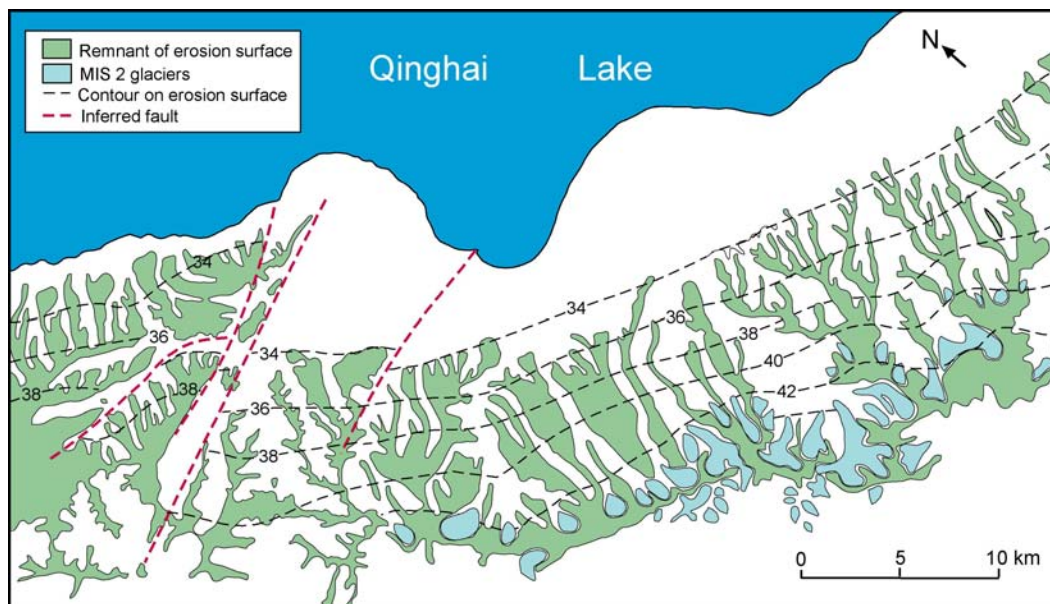 Remnant of erosion surface
MIS 2 glaciers
Contour on erosion surface
Inferred fault
Qinghai Lake
N
34
36
38
34
38
36
38
34
36
38
40
42
0 5 10 km